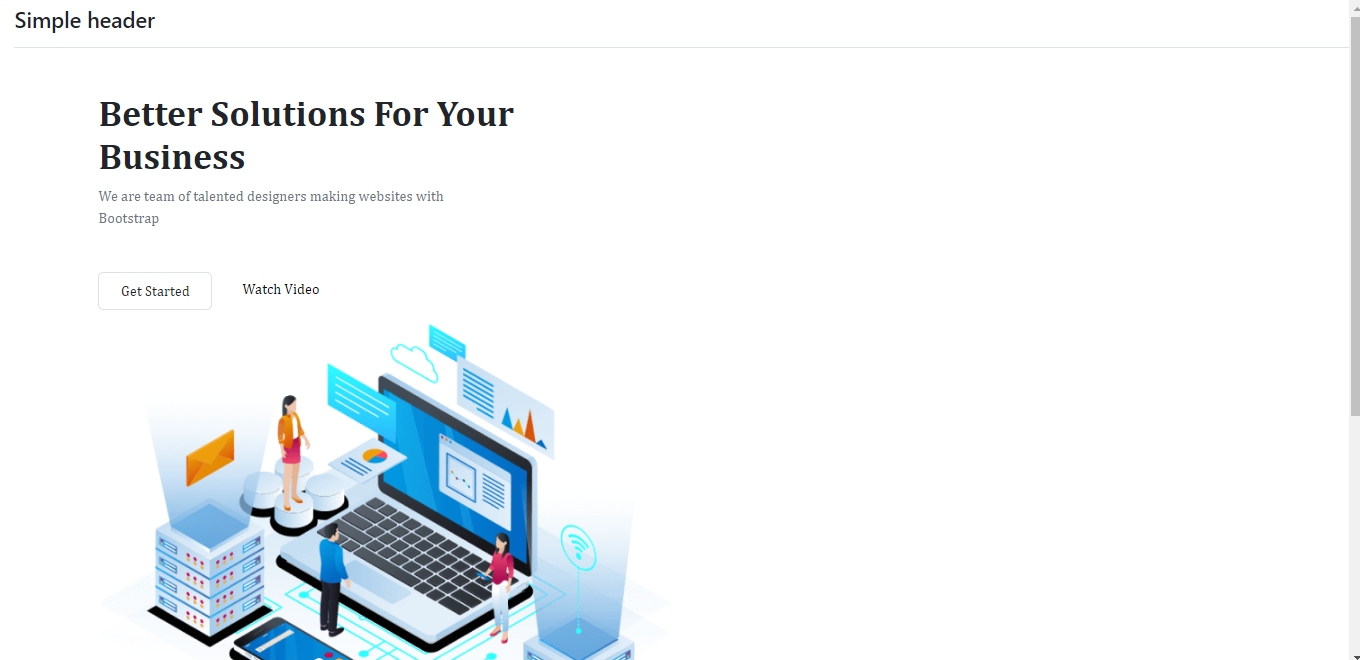 Simple header
Better Solutions For Your
Business
We are team of talented designers making websites with
Bootstrap
Get Started
Watch Video